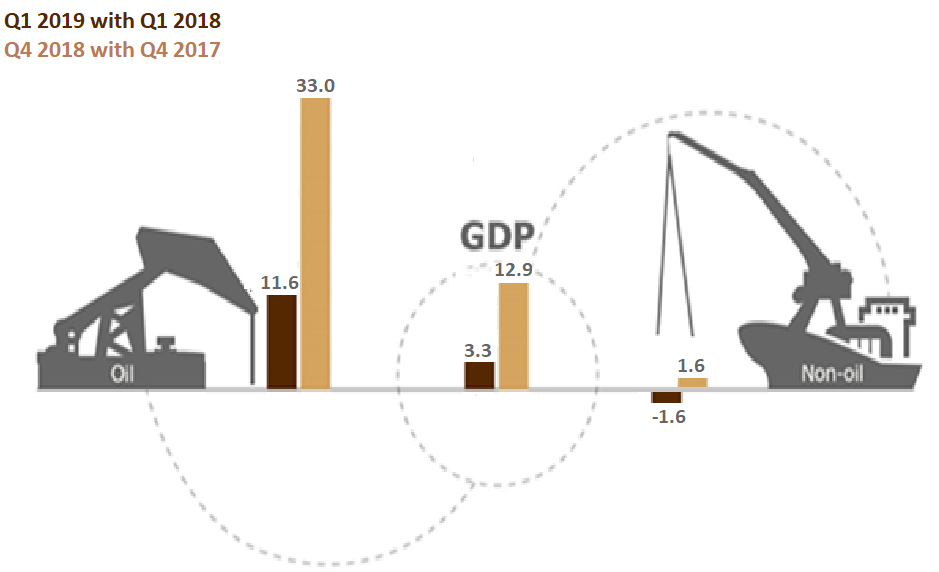 Q1 2019 with Q1 2018
Q4 2018 with Q4 2017
33.0
GDP
12.9
11.6
3.3
1.6
-1.6
Oil
Non-oil